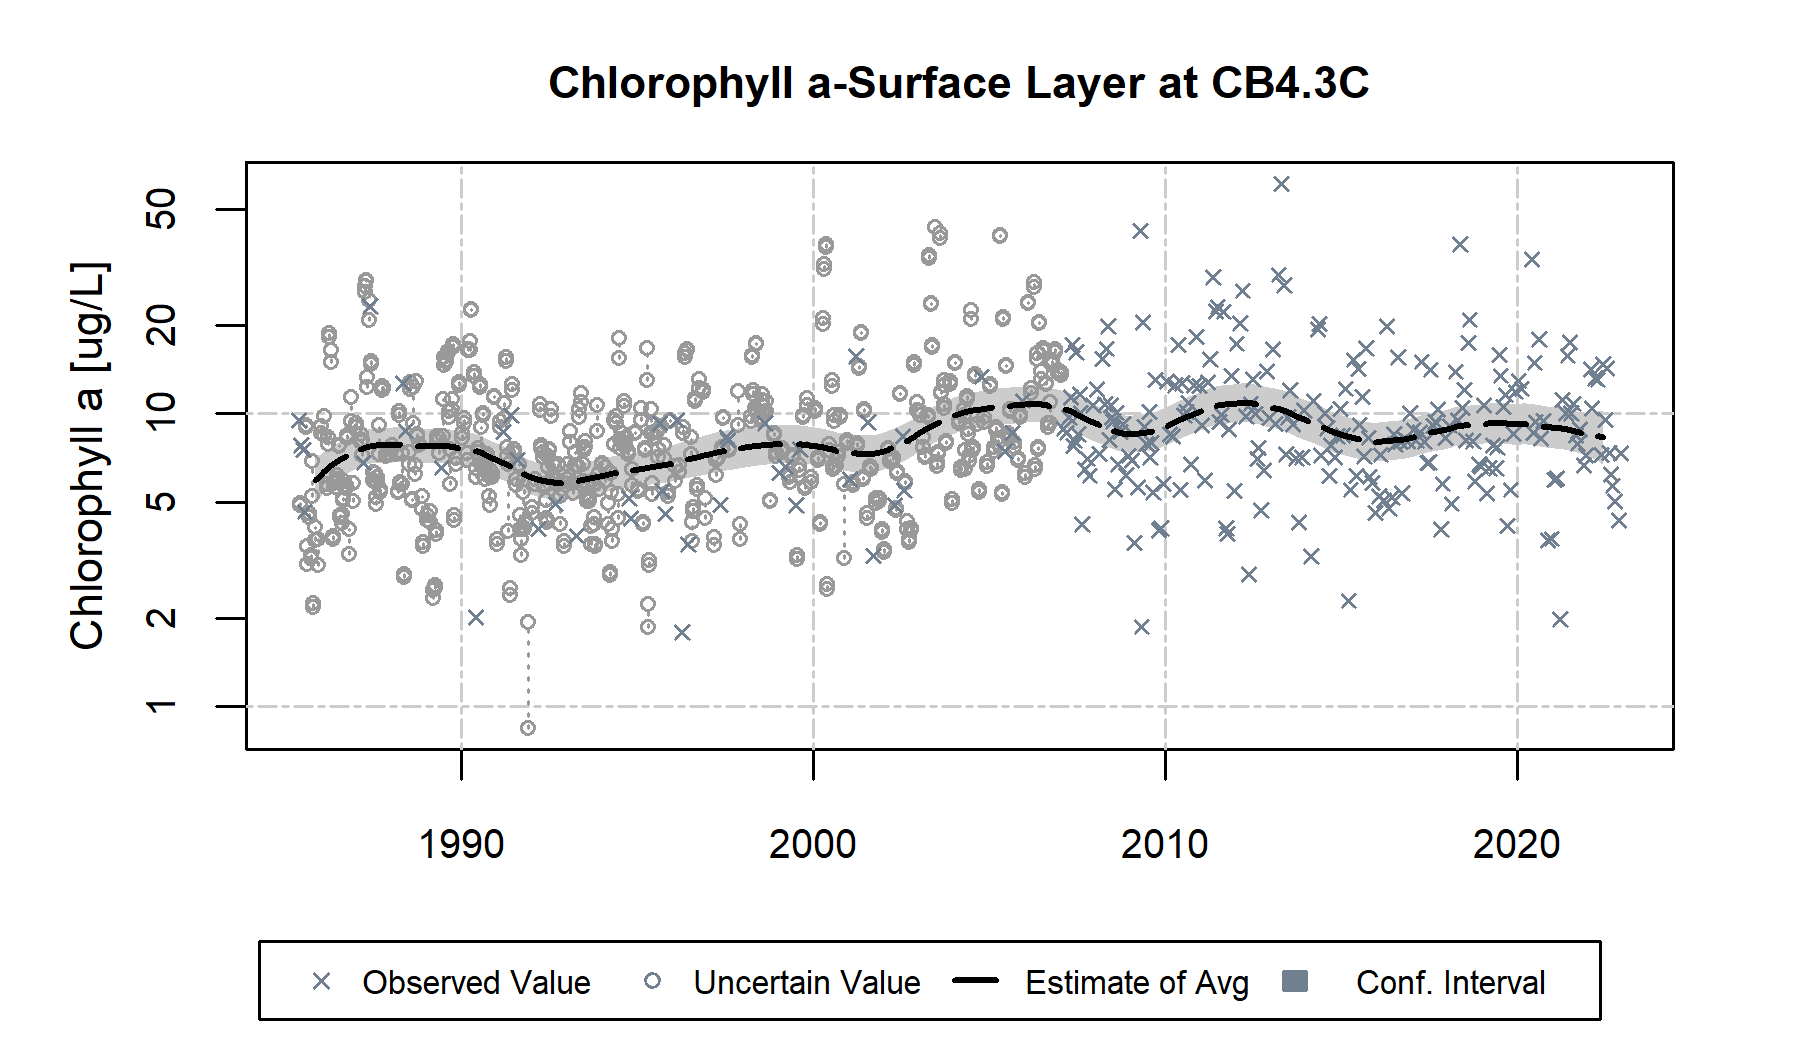 Chlorophyll a-Surface Layer at CB4.3C
Chlorophyll a [ug/L]
50
20
10
5
2
1
1990 2000 2010 2020
Observed Value Uncertain Value Estimate of Avg Conf. Interval